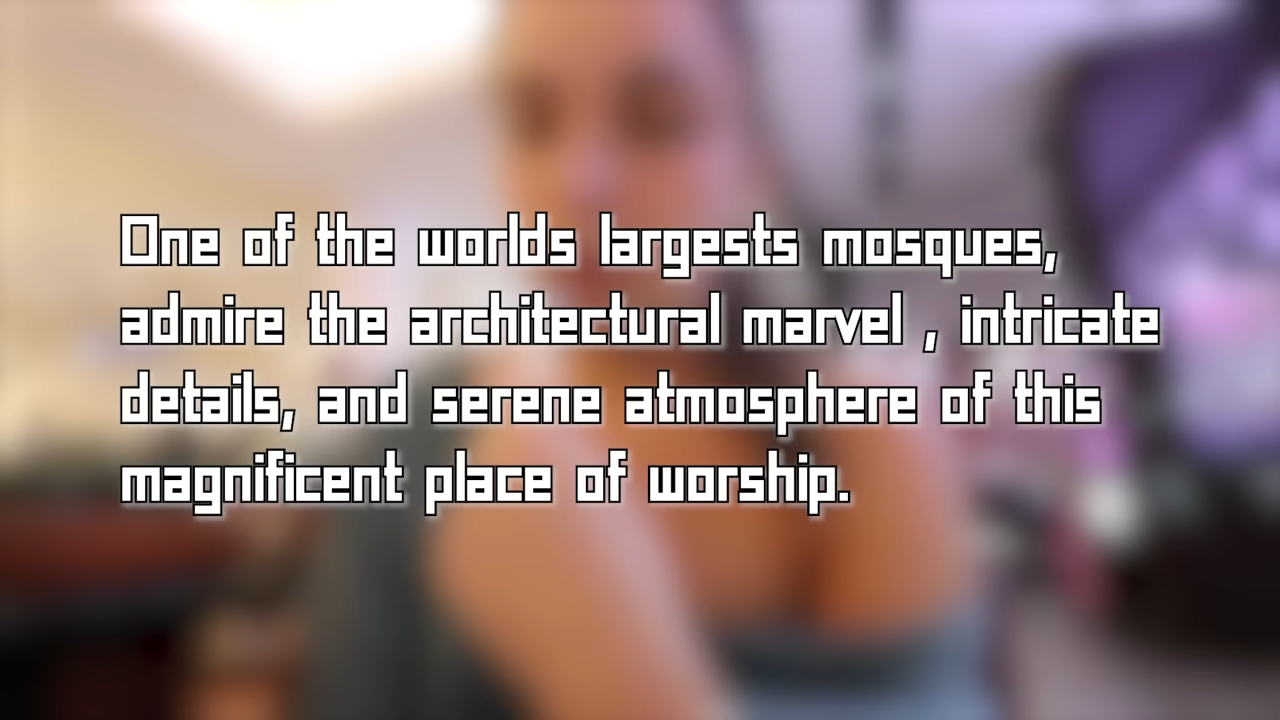 One of the worlds largests mosques,
admire the architectural marvel , intricate
details, and serene atmosphere of this
magnificent place of worship.